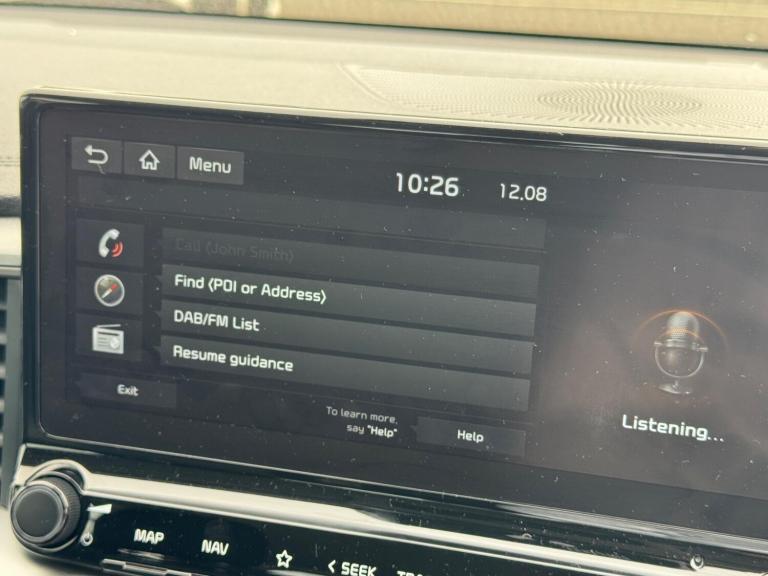 Menu
10:26
12.08
Call (John Smith)
Find (POI or Address)
DAB/FM List
Resume guidance
Exit
To learn more,
say "Help"
Help
Listening...
MAP
NAV
< SEEK